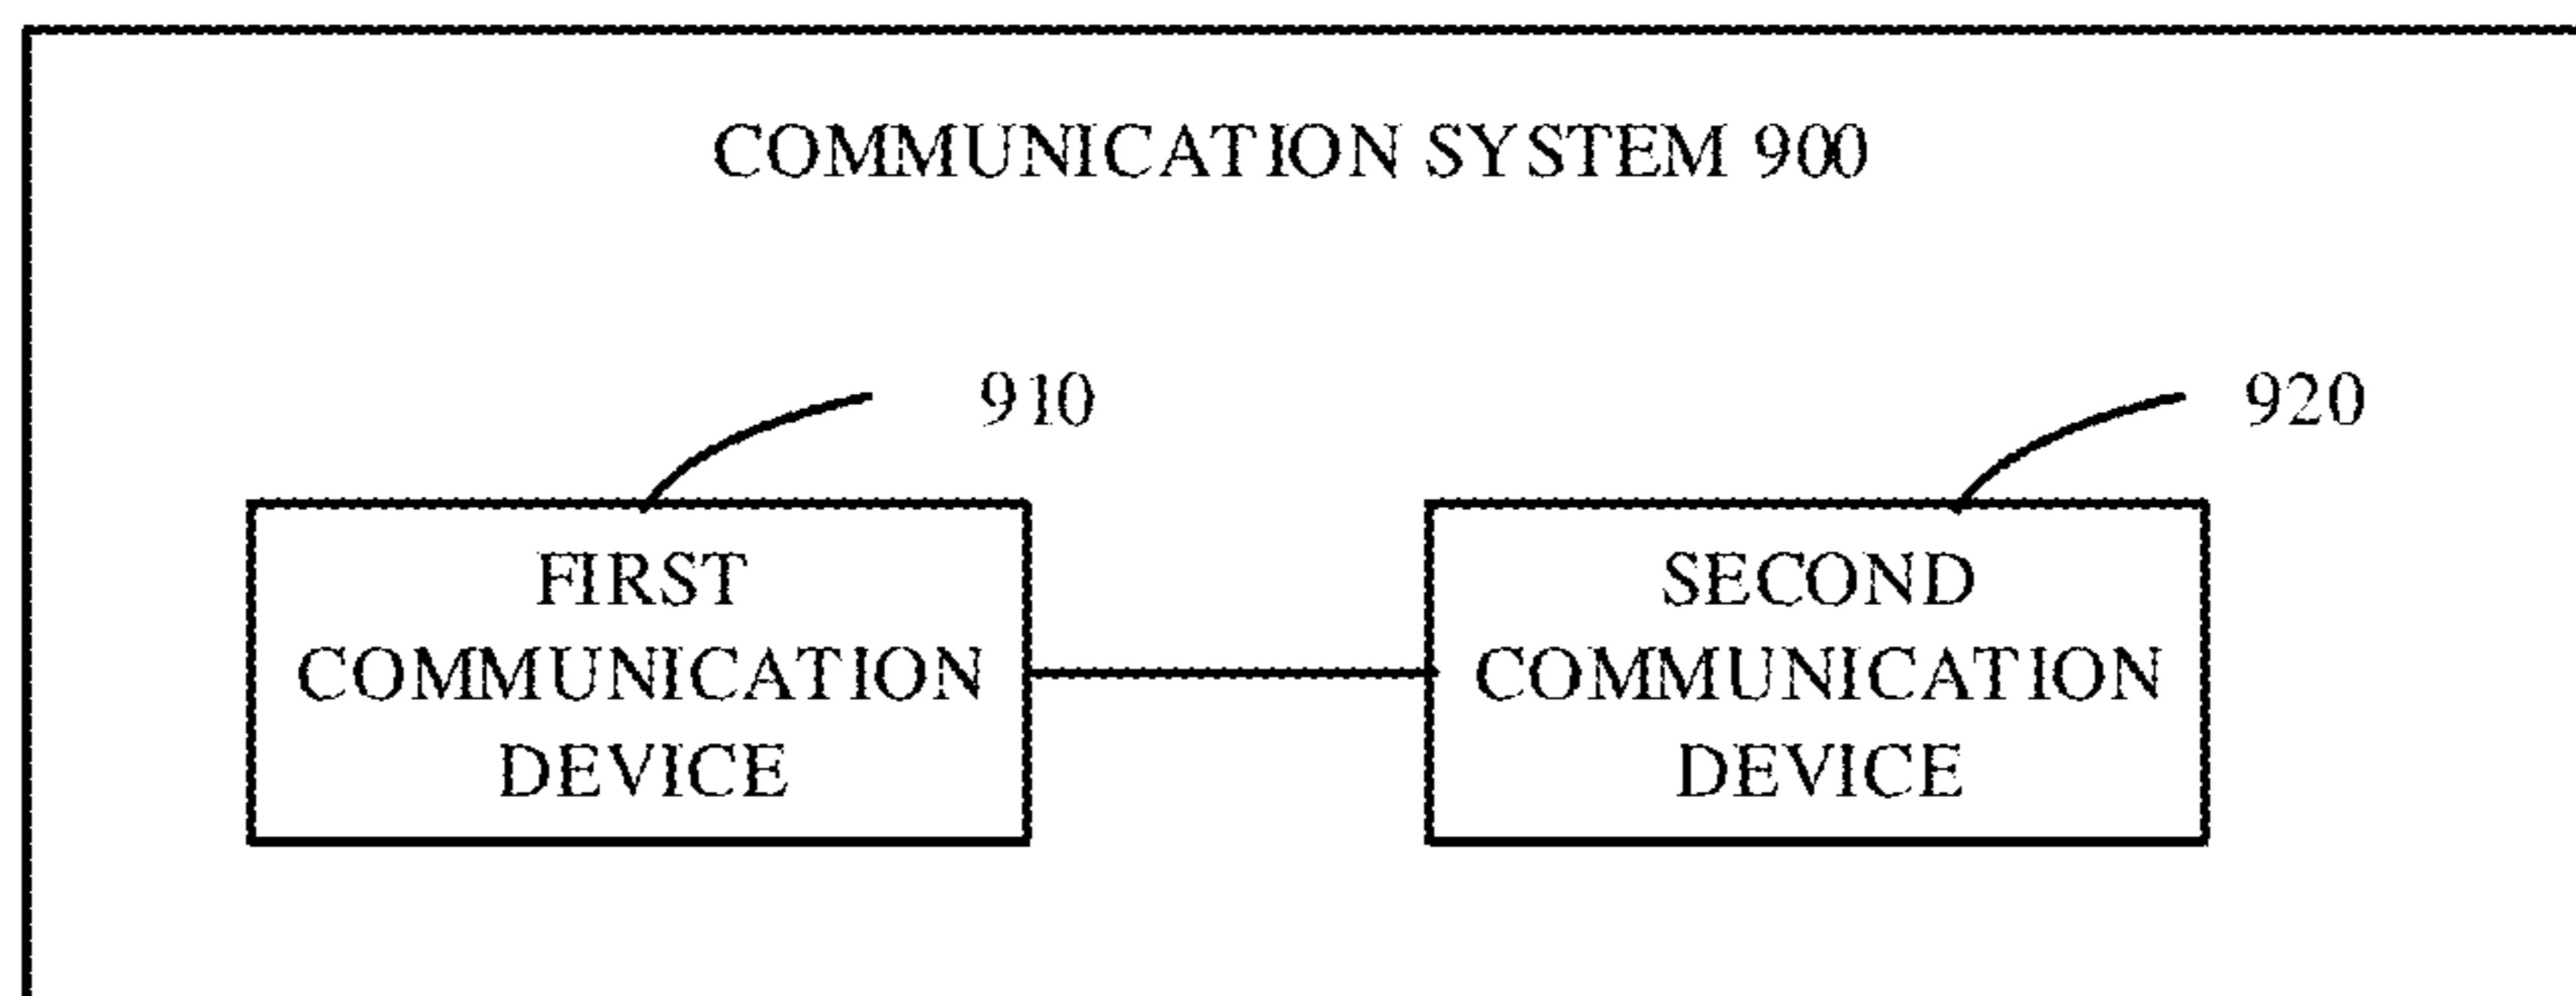 COMMUNICATION SYSTEM 900
910
920
FIRST
COMMUNICATION
DEVICE
SECOND
COMMUNICATION
DEVICE